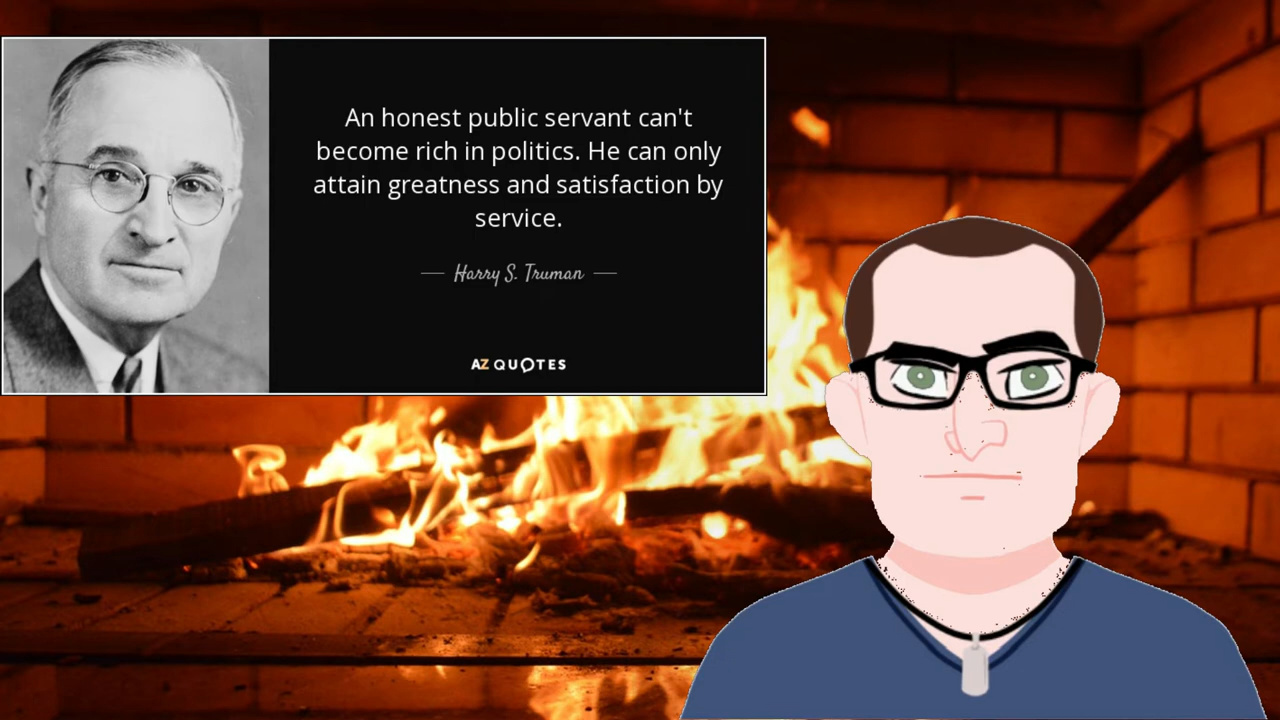 An honest public servant can't
become rich in politics. He can only
attain greatness and satisfaction by
service.
— Harry S. Truman —
AZ QUOTES